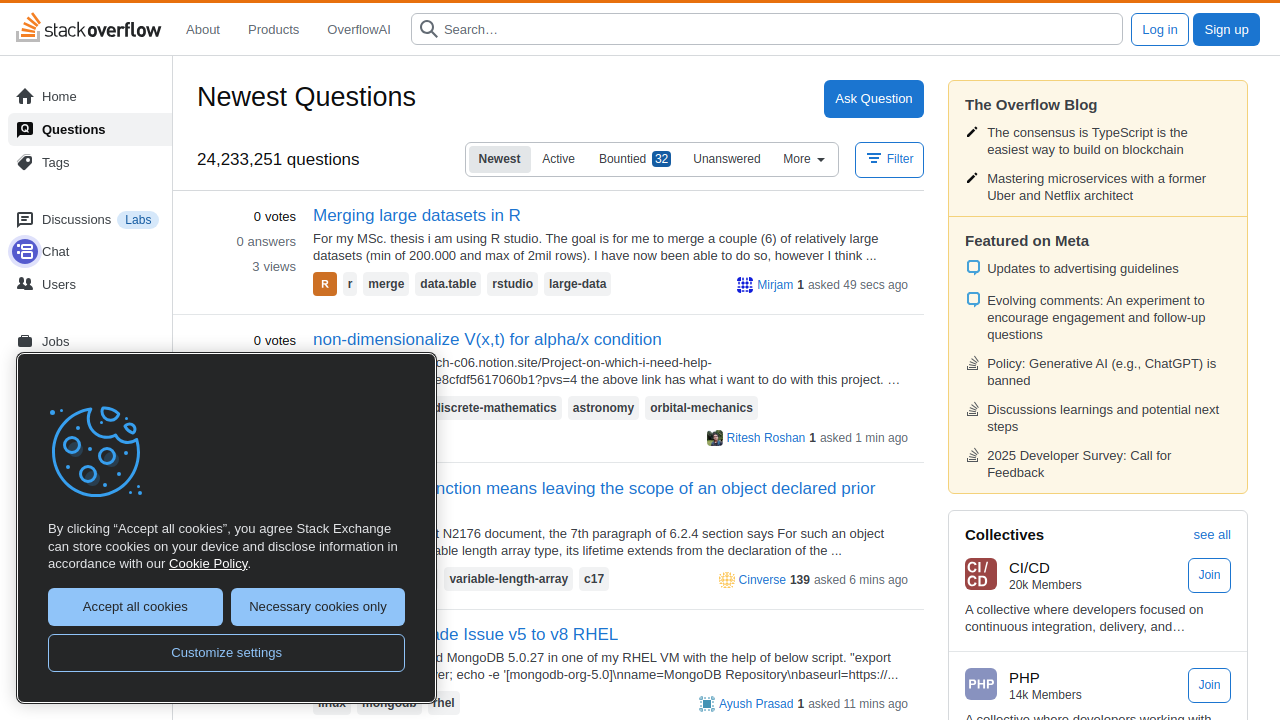 stack overflow
About
Products
OverflowAI
Search…
Log in
Sign up
Home
Questions
Tags
Discussions
Labs
Chat
Users
Jobs
Newest Questions
Ask Question
24,233,251 questions
Newest
Active
Bountied 32
Unanswered
More
Filter
0 votes
0 answers
3 views
Merging large datasets in R
For my MSc. thesis i am using R studio. The goal is for me to merge a couple (6) of relatively large
datasets (min of 200.000 and max of 2mil rows). I have now been able to do so, however I think ...
R
r
merge
data.table
rstudio
large-data
Mirjam 1 asked 49 secs ago
0 votes
non-dimensionalize V(x,t) for alpha/x condition
ch-c06.notion.site/Project-on-which-i-need-help-
e8cfdf5617060b1?pvs=4 the above link has what i want to do with this project. ...
discrete-mathematics
astronomy
orbital-mechanics
Ritesh Roshan 1 asked 1 min ago
nction means leaving the scope of an object declared prior
t N2176 document, the 7th paragraph of 6.2.4 section says For such an object
able length array type, its lifetime extends from the declaration of the ...
variable-length-array
c17
Cinverse 139 asked 6 mins ago
ade Issue v5 to v8 RHEL
d MongoDB 5.0.27 in one of my RHEL VM with the help of below script. "export
er; echo -e '[mongodb-org-5.0]\nname=MongoDB Repository\nbaseurl=https://...
linux
mongodb
rhel
Ayush Prasad 1 asked 11 mins ago
The Overflow Blog
The consensus is TypeScript is the
easiest way to build on blockchain
Mastering microservices with a former
Uber and Netflix architect
Featured on Meta
Updates to advertising guidelines
Evolving comments: An experiment to
encourage engagement and follow-up
questions
Policy: Generative AI (e.g., ChatGPT) is
banned
Discussions learnings and potential next
steps
2025 Developer Survey: Call for
Feedback
Collectives
see all
CI/CD
CI/CD
20k Members
Join
A collective where developers focused on
continuous integration, delivery, and…
PHP
PHP
14k Members
Join
A collective where developers working with
By clicking “Accept all cookies”, you agree Stack Exchange
can store cookies on your device and disclose information in
accordance with our Cookie Policy.
Accept all cookies
Necessary cookies only
Customize settings